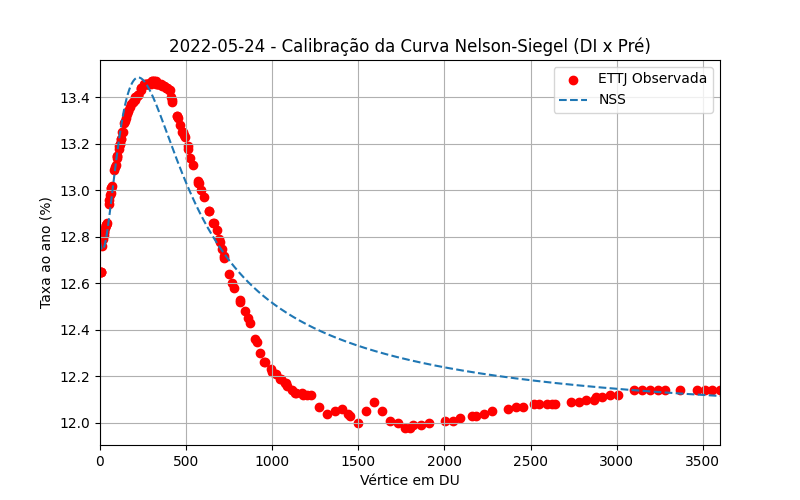 2022-05-24 - Calibração da Curva Nelson-Siegel (DI x Pré)
ETTJ Observada
NSS
Taxa ao ano (%)
13.4
13.2
13.0
12.8
12.6
12.4
12.2
12.0
0 500 1000 1500 2000 2500 3000 3500
Vértice em DU